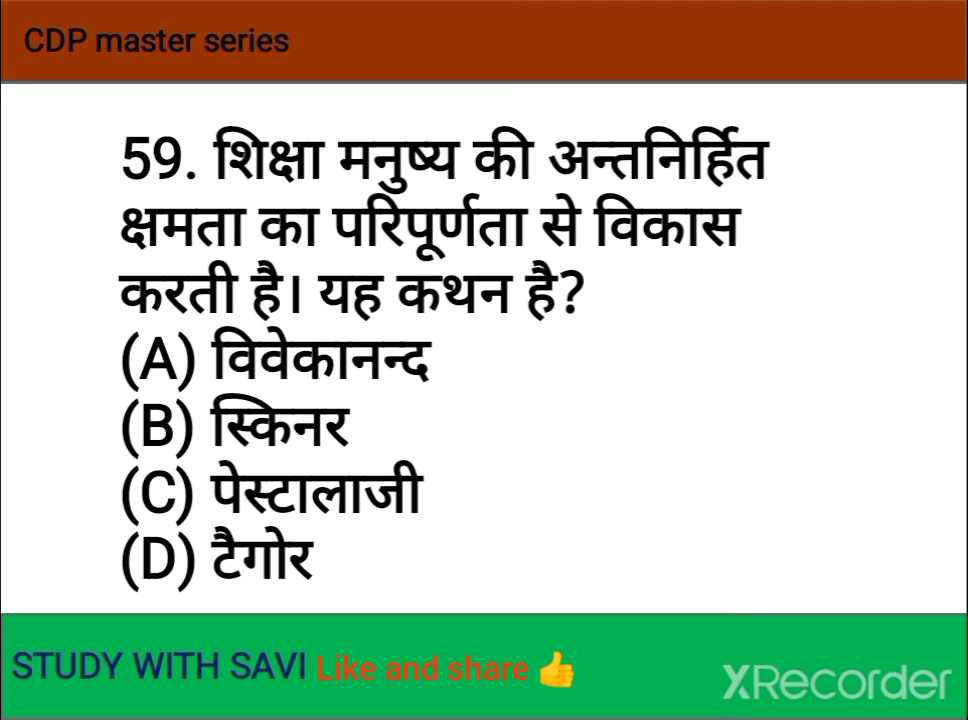 CDP master series
59. शिक्षा मनुष्य की अन्तनिर्हित
क्षमता का परिपूर्णता से विकास
करती है। यह कथन है?
(A) विवेकानन्द
(B) स्किनर
(C) पेस्टालाजी
(D) टैगोर
STUDY WITH SAVI Like and share 👍
XRecorder